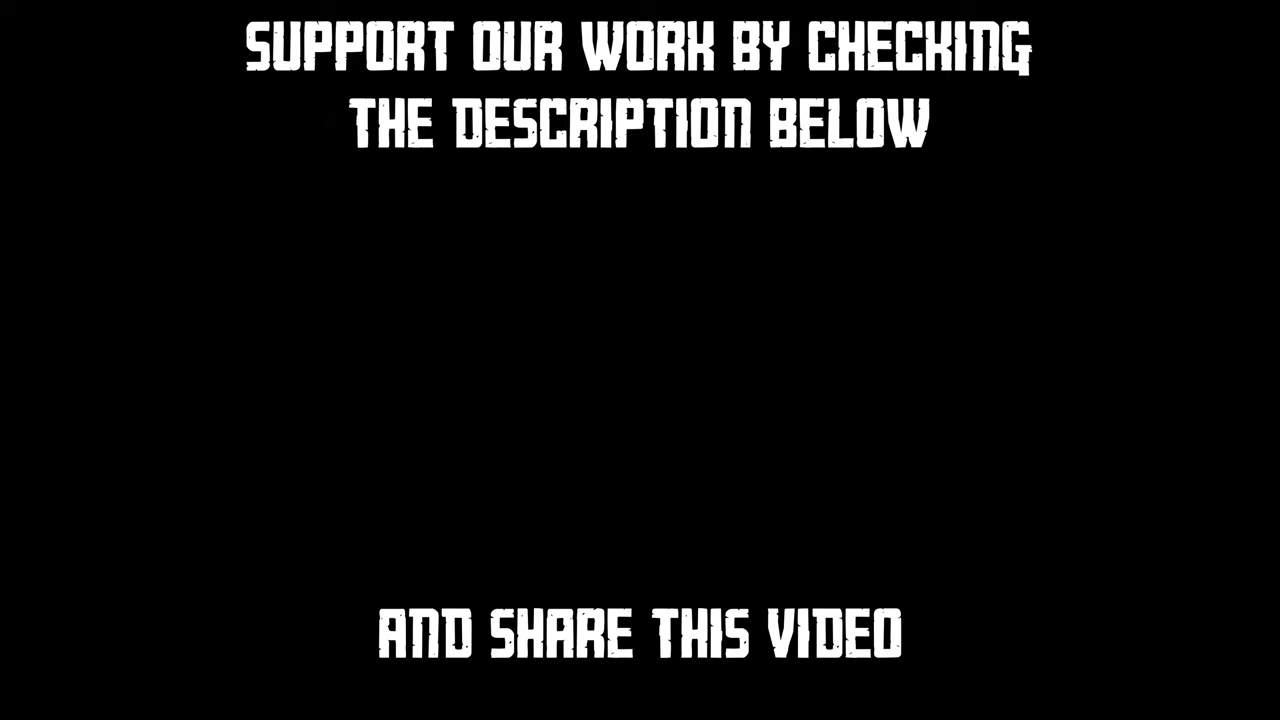 SUPPORT OUR WORK BY CHECKING
THE DESCRIPTION BELOW
AND SHARE THIS VIDEO